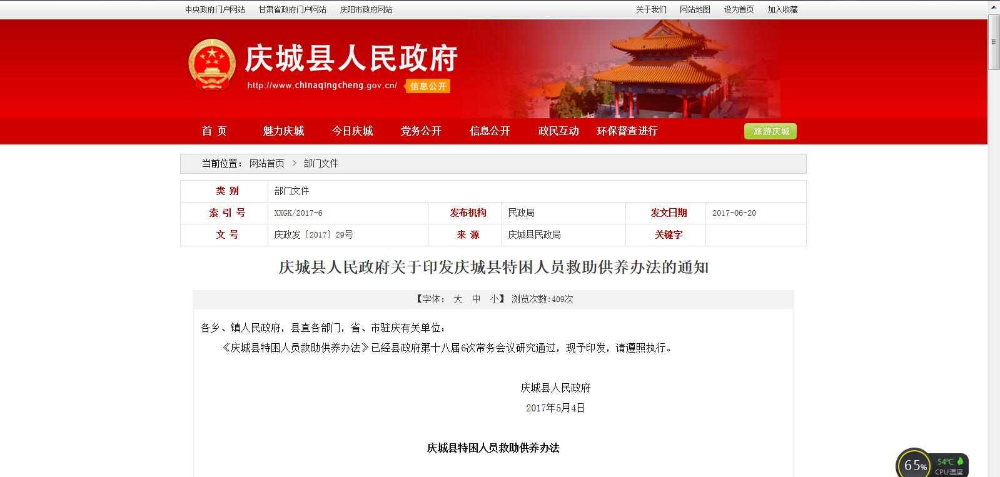 中央政府门户网站 甘肃省政府门户网站 庆阳市政府网站 关于我们 网站地图 设为首页 加入收藏
庆城县人民政府
http://www.chinaqingcheng.gov.cn/ 信息公开
首 页 魅力庆城 今日庆城 党务公开 信息公开 政民互动 环保督查进行 旅游庆城
当前位置： 网站首页 > 部门文件
类 别 部门文件
索 引 号 XXGK/2017-6 发布机构 民政局 发文日期 2017-06-20
文 号 庆政发〔2017〕29号 来 源 庆城县民政局 关键字
庆城县人民政府关于印发庆城县特困人员救助供养办法的通知
【字体： 大 中 小】 浏览次数:409次
各乡、镇人民政府，县直各部门，省、市驻庆有关单位：
《庆城县特困人员救助供养办法》已经县政府第十八届6次常务会议研究通过，现予印发，请遵照执行。
庆城县人民政府
2017年5月4日
庆城县特困人员救助供养办法
65% 54℃
CPU温度